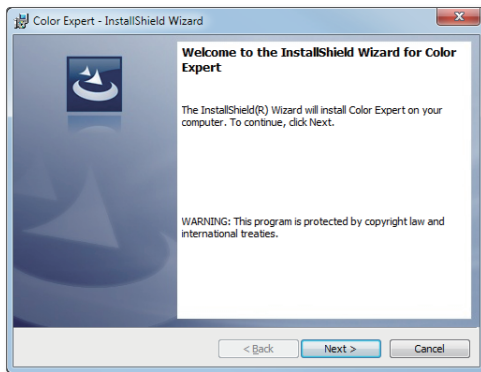 Color Expert - InstallShield Wizard
Welcome to the InstallShield Wizard for Color
Expert
The InstallShield(R) Wizard will install Color Expert on your
computer. To continue, click Next.
WARNING: This program is protected by copyright law and
international treaties.
< Back Next > Cancel